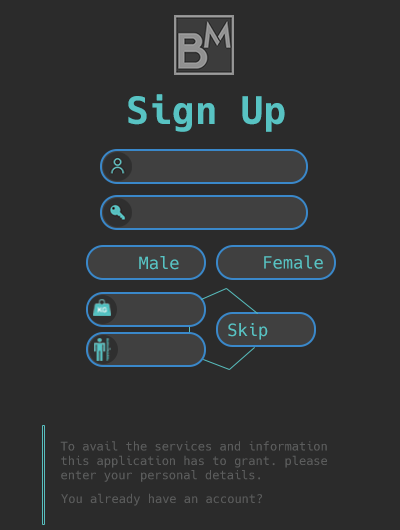 BM
Sign Up
Male
Female
KG
Skip
To avail the services and information
this application has to grant. please
enter your personal details.
You already have an account?